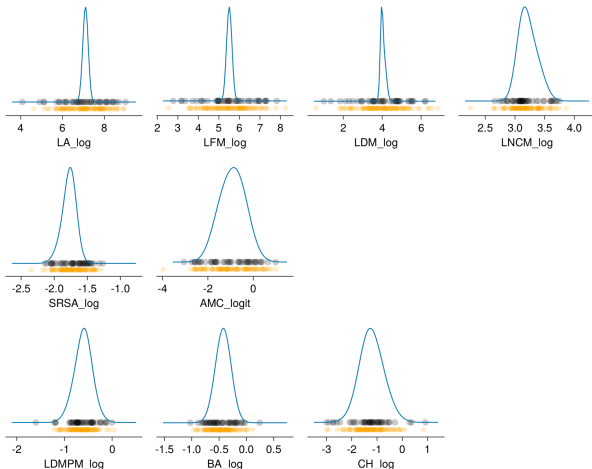 4 6 8 2 3 4 5 6 7 8 2 4 6 2.5 3.0 3.5 4.0
LA_log LFM_log LDM_log LNCM_log
-2.5 -2.0 -1.5 -1.0 -4 -2 0
SRSA_log AMC_logit
-2 -1 0 -1.5 -1.0 -0.5 0.0 0.5 -3 -2 -1 0 1
LDMPM_log BA_log CH_log